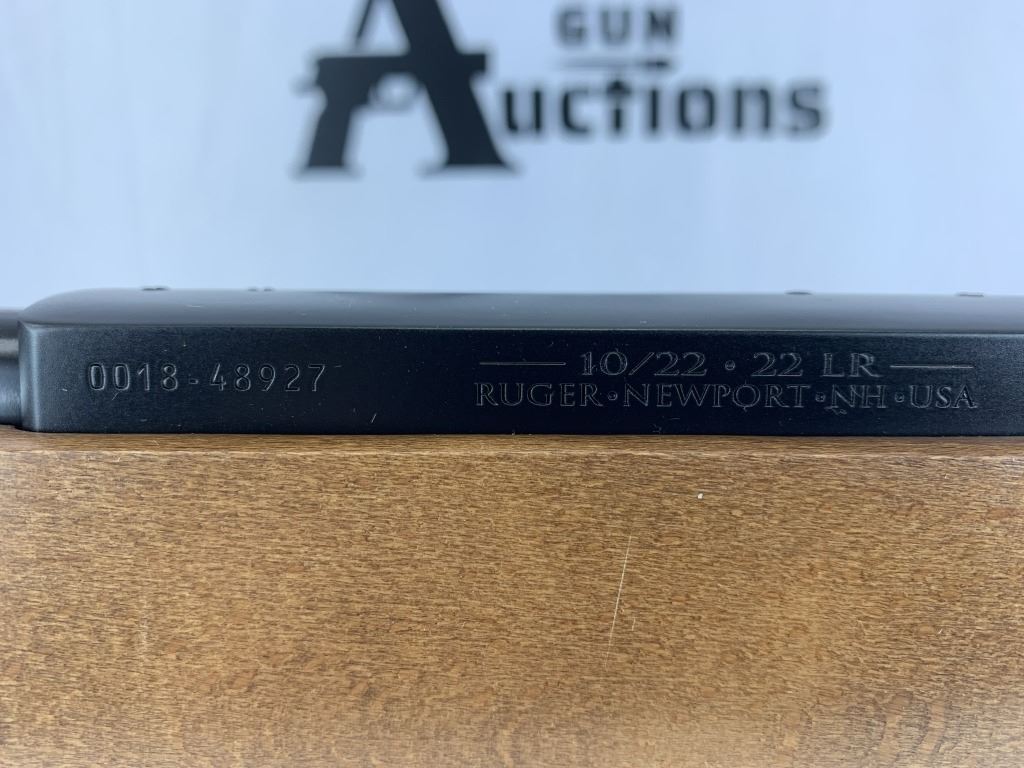 GUN
Auctions
0018-48927
10/22 • 22 LR
RUGER•NEWPORT•NH•USA